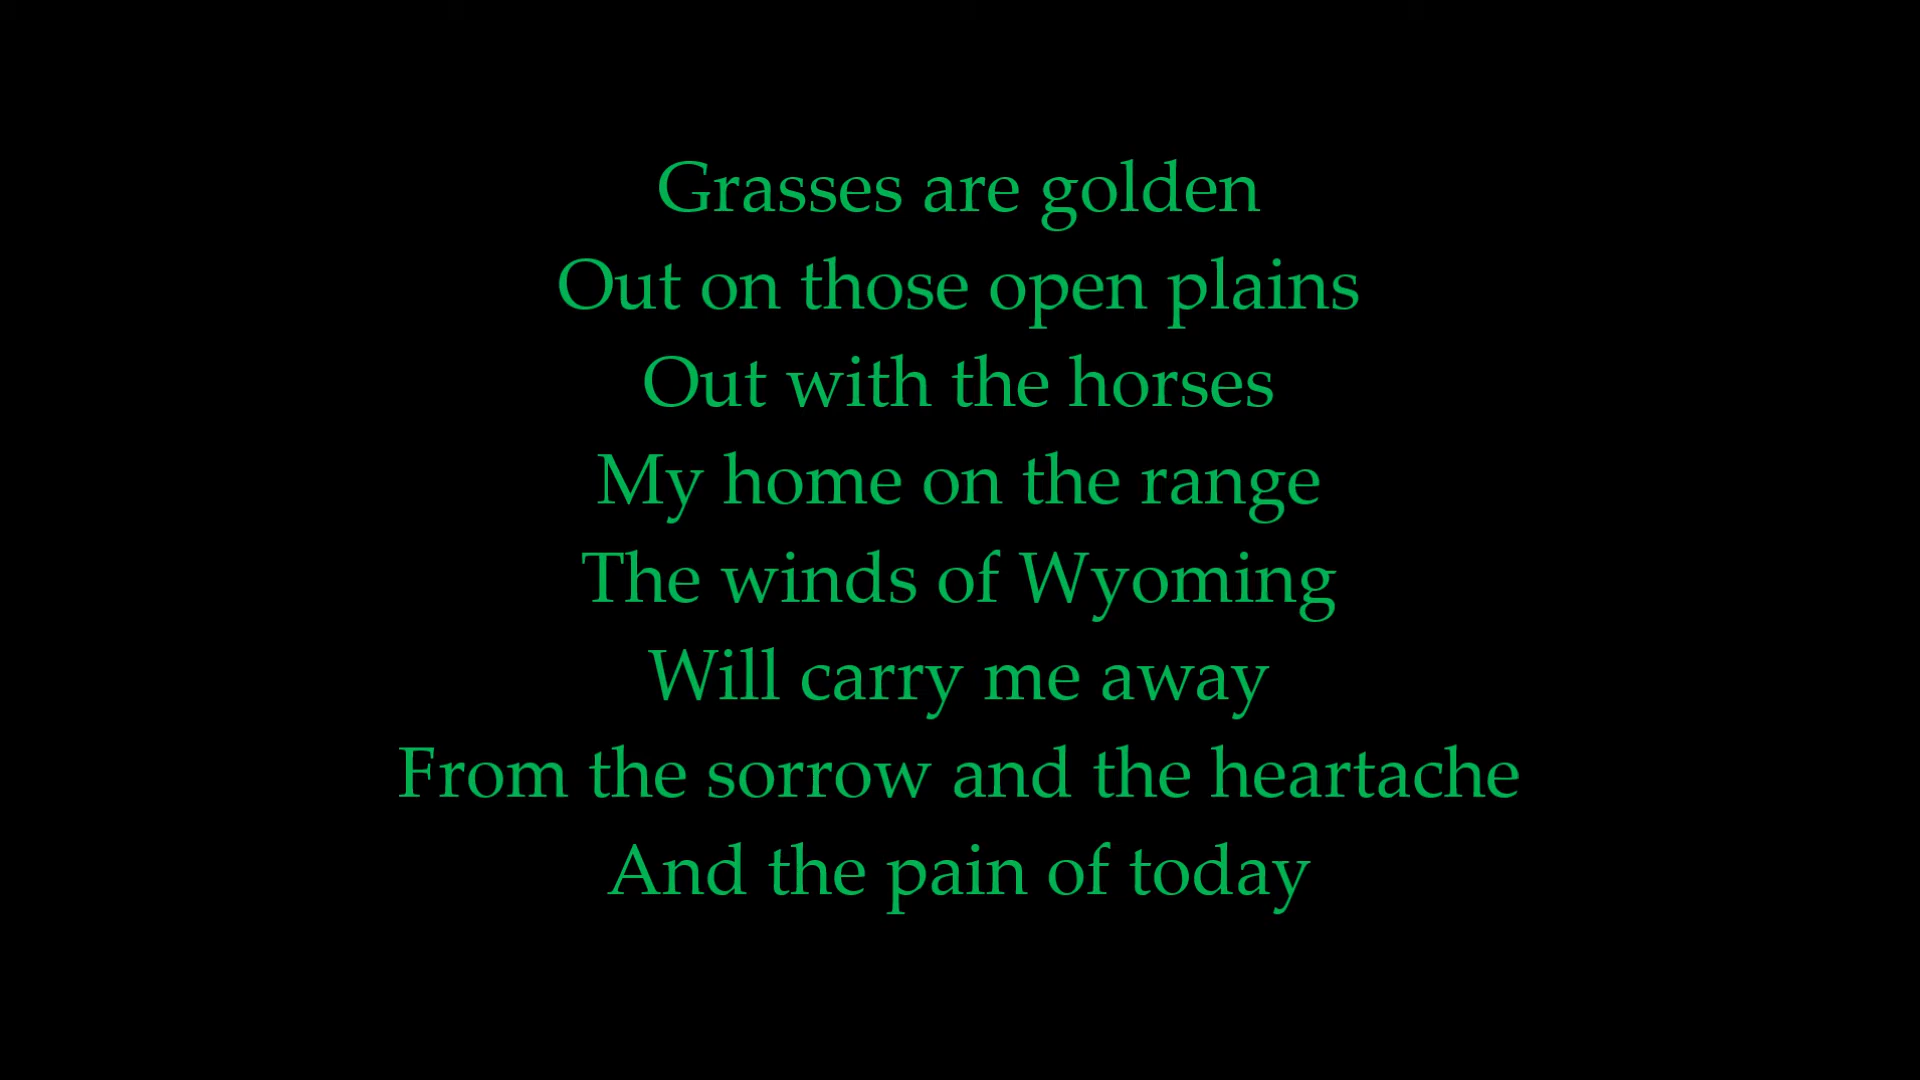 Grasses are golden
Out on those open plains
Out with the horses
My home on the range
The winds of Wyoming
Will carry me away
From the sorrow and the heartache
And the pain of today